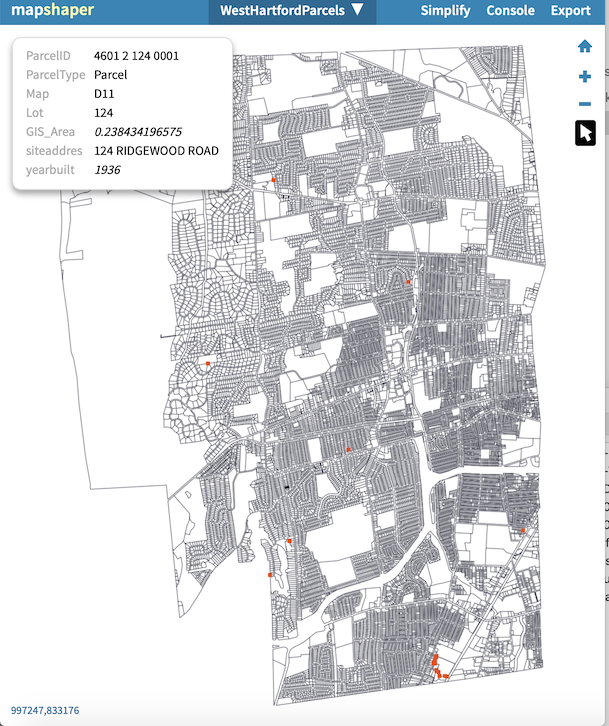 mapshaper WestHartfordParcels ▼ Simplify Console Export
ParcelID 4601 2 124 0001
ParcelType Parcel
Map D11
Lot 124
GIS_Area 0.238434196575
siteaddres 124 RIDGEWOOD ROAD
yearbuilt 1936
997247,833176